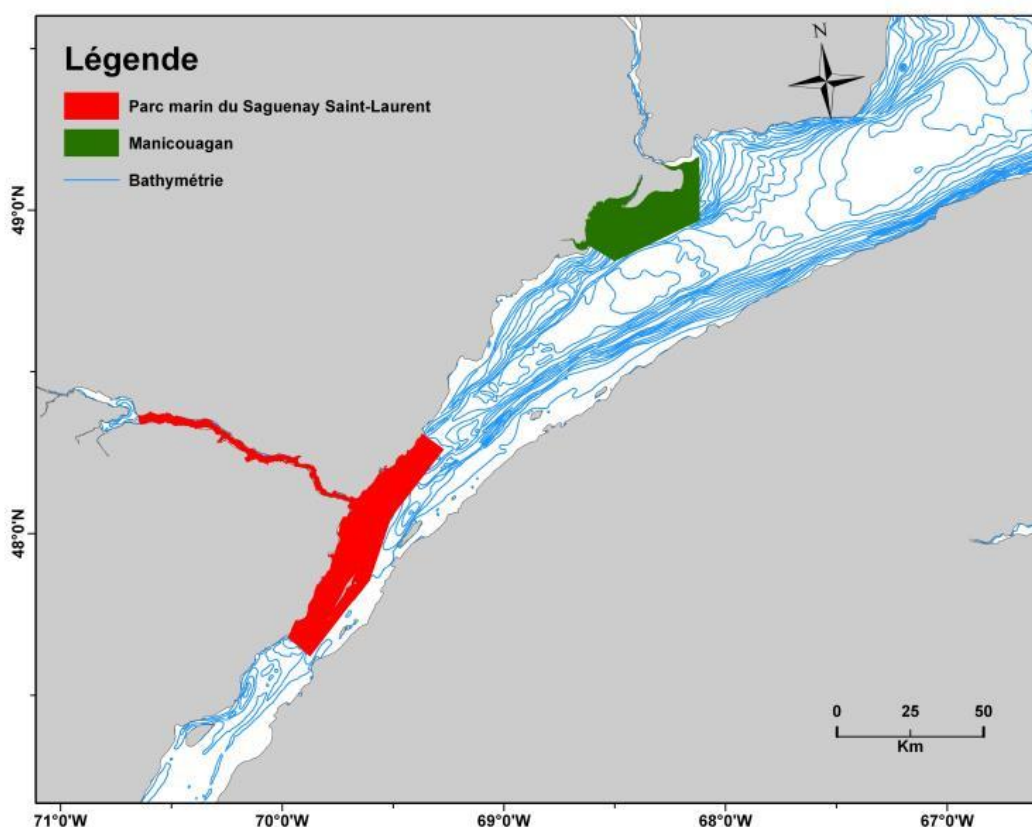 Légende
Parc marin du Saguenay Saint-Laurent
Manicouagan
Bathymétrie
N
49°0'N
48°0'N
0 25 50
Km
71°0'W 70°0'W 69°0'W 68°0'W 67°0'W